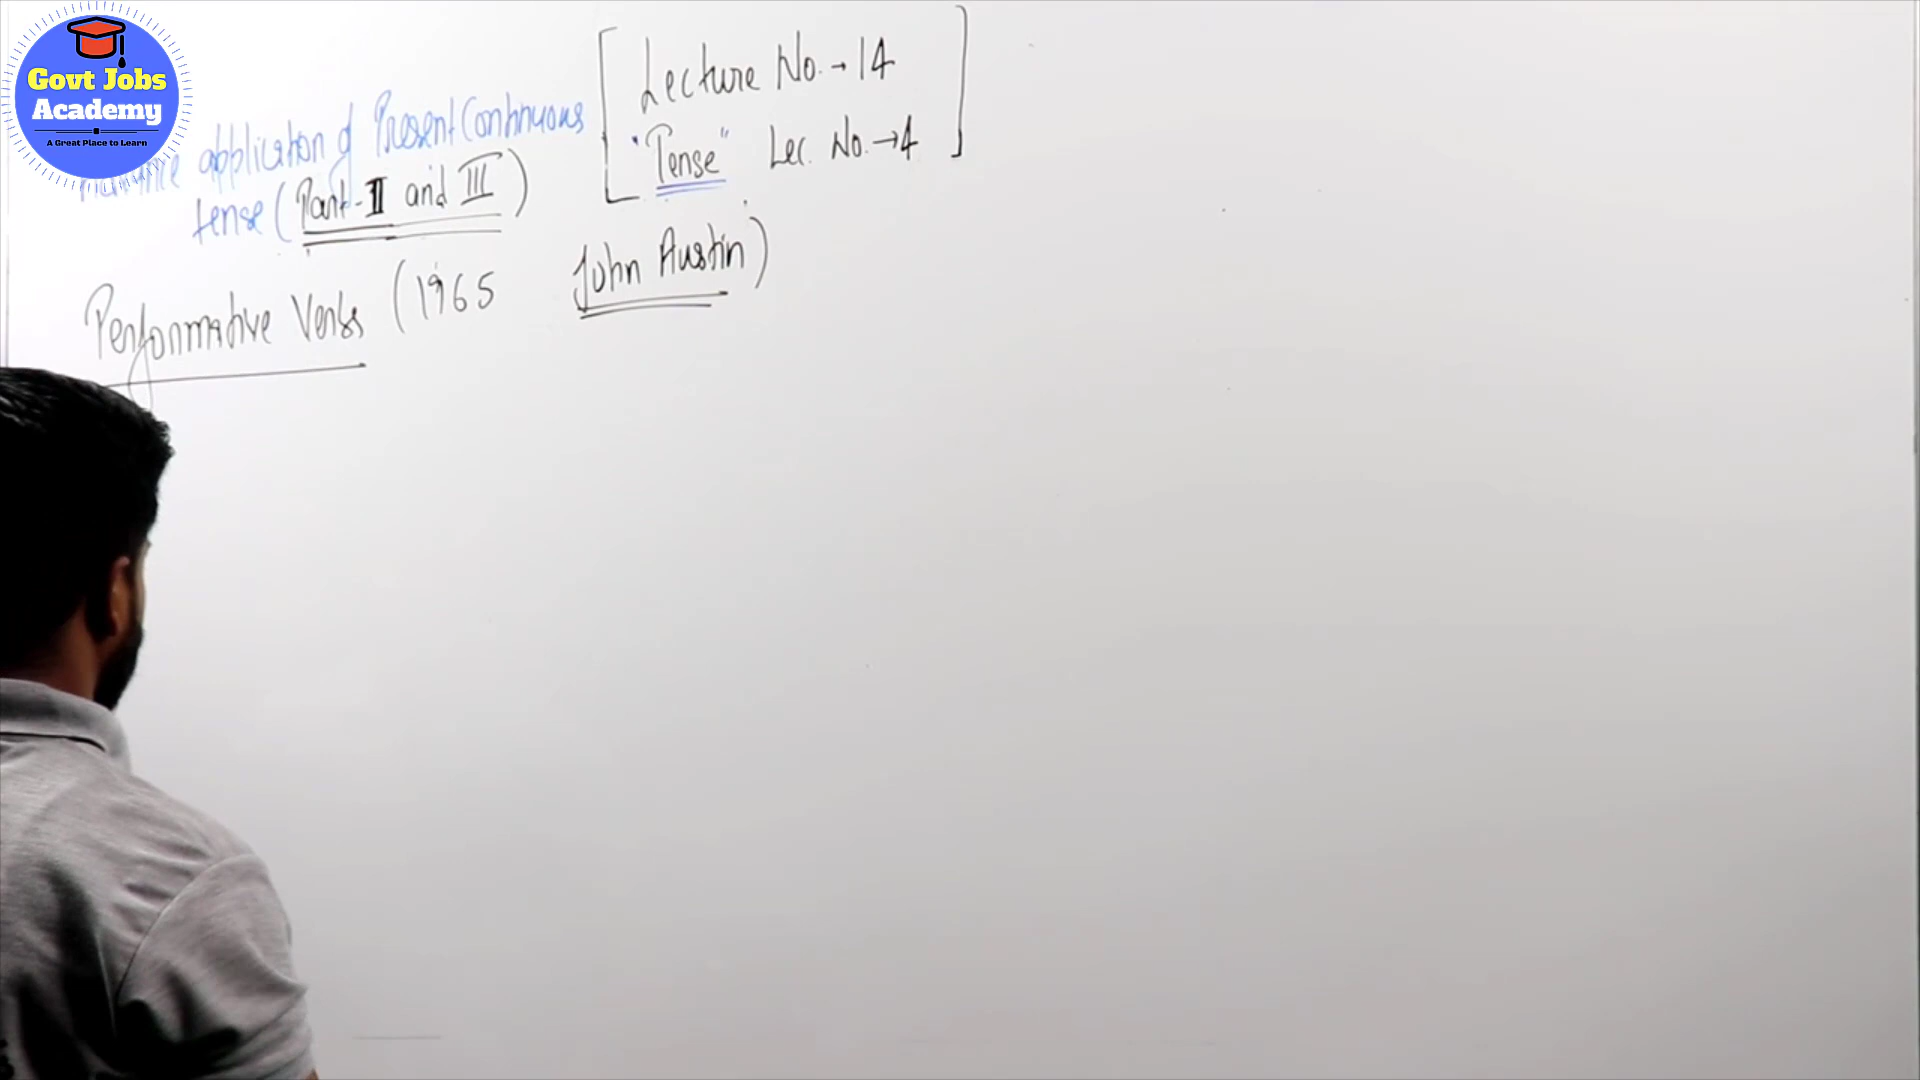 Govt Jobs
Academy
A Great Place to Learn
application of Present Continuous
tense (Part-II and III)
Lecture No. → 14
"Tense" Lec. No. → 4
Performative Verbs (1965 John Austin)